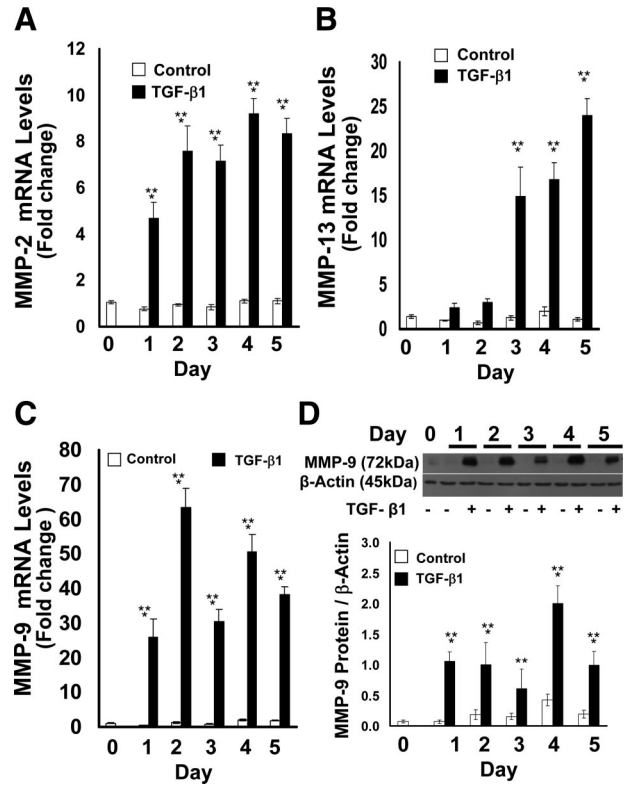 A
12
10
8
6
4
2
0
MMP-2 mRNA Levels
(Fold change)
Control
TGF-β1
**
*
**
*
**
*
**
*
**
*
0 1 2 3 4 5
Day
B
30
25
20
15
10
5
0
MMP-13 mRNA Levels
(Fold change)
Control
TGF-β1
**
*
**
*
**
*
0 1 2 3 4 5
Day
C
80
70
60
50
40
30
20
10
0
MMP-9 mRNA Levels
(Fold change )
Control
TGF-β1
**
*
**
*
**
*
**
*
**
*
0 1 2 3 4 5
Day
D
Day 0 1 2 3 4 5
MMP-9 (72kDa)
β-Actin (45kDa)
TGF- β1 - - + - + - + - + - +
3.0
2.5
2.0
1.5
1.0
0.5
0.0
MMP-9 Protein / β-Actin
Control
TGF-β1
**
*
**
*
**
**
*
**
*
0 1 2 3 4 5
Day